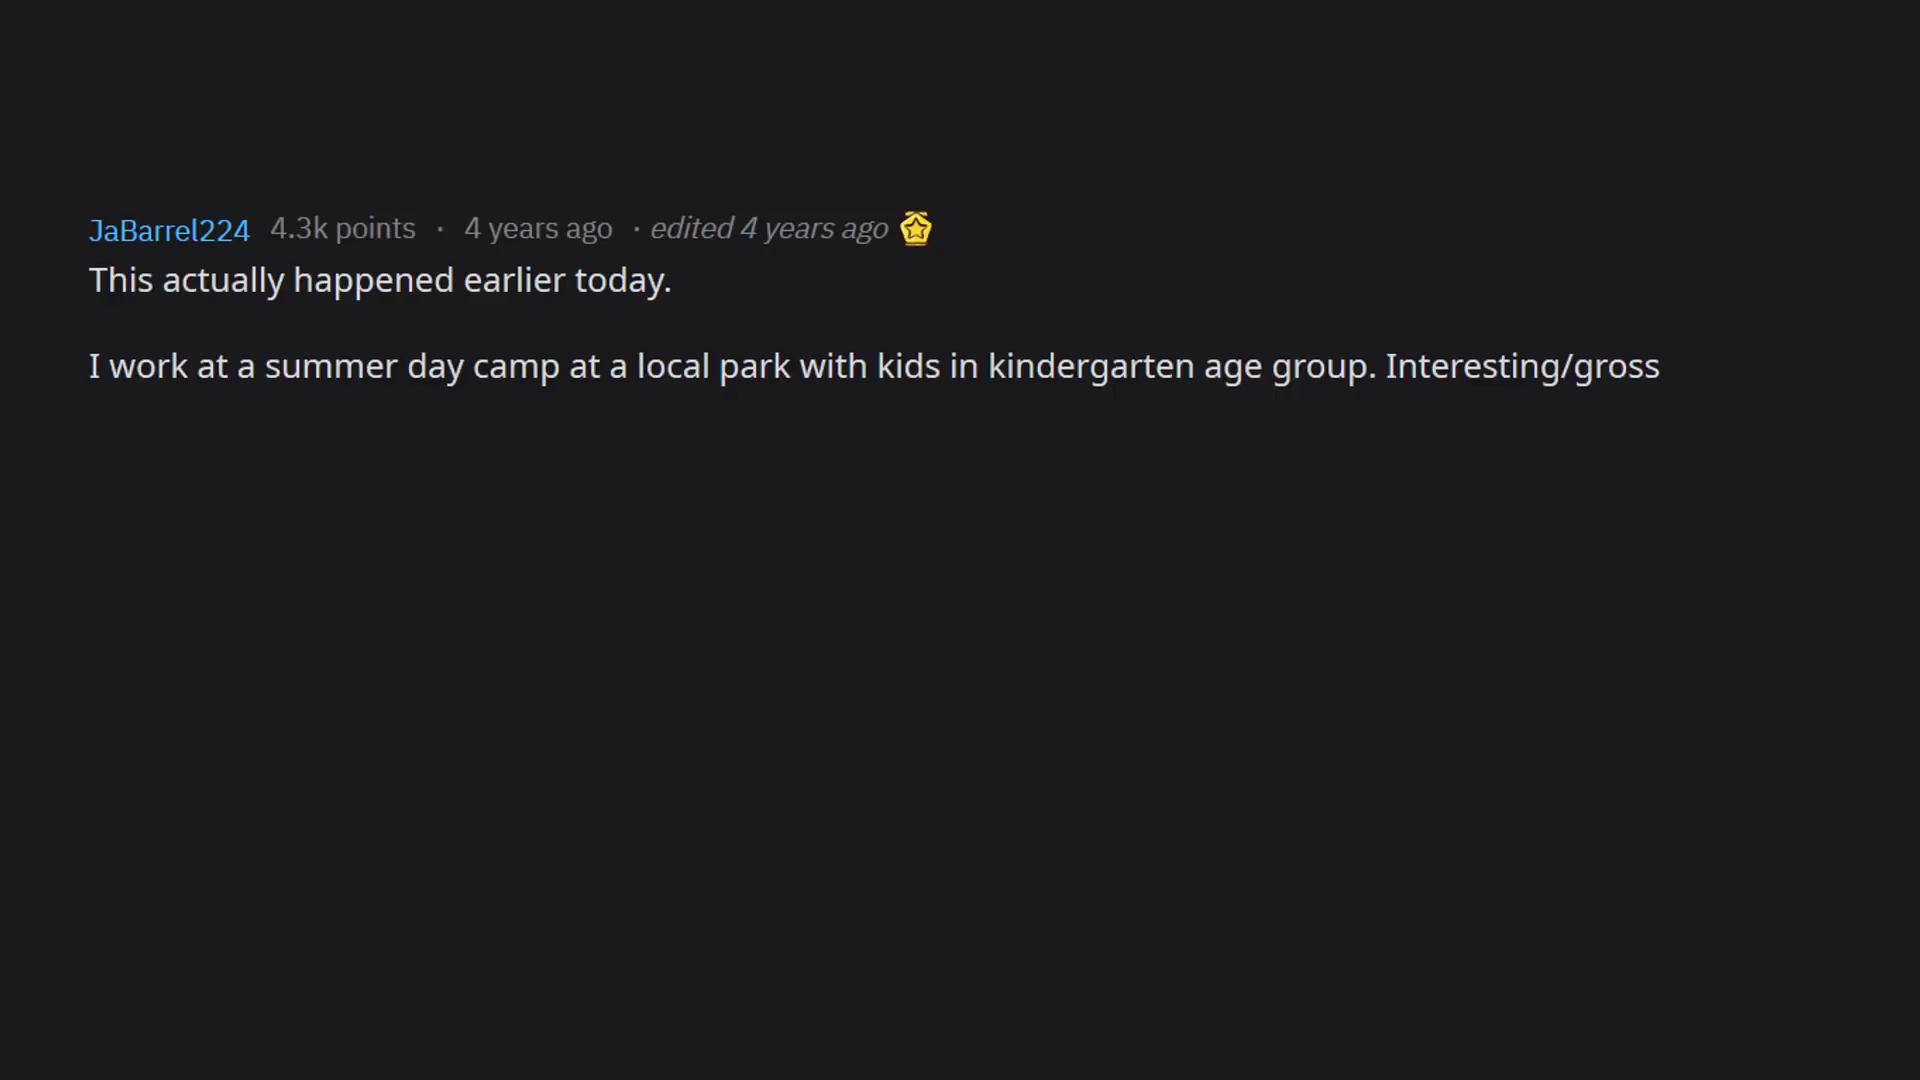 JaBarrel224 4.3k points · 4 years ago · edited 4 years ago
This actually happened earlier today.
I work at a summer day camp at a local park with kids in kindergarten age group. Interesting/gross